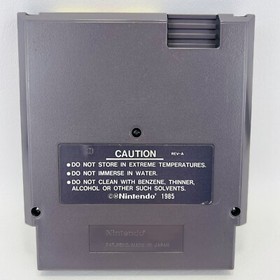 CAUTION REV-A
• DO NOT STORE IN EXTREME TEMPERATURES.
• DO NOT IMMERSE IN WATER.
• DO NOT CLEAN WITH BENZENE, THINNER,
ALCOHOL OR OTHER SUCH SOLVENTS.
©®Nintendo® 1985
Nintendo